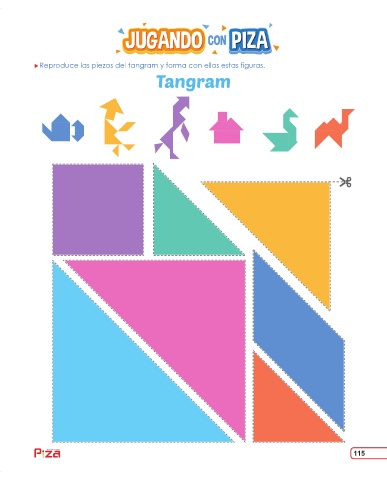 JUGANDO CON PIZA
Reproduce las piezas del tangram y forma con ellas estas figuras.
Tangram
Piza
115